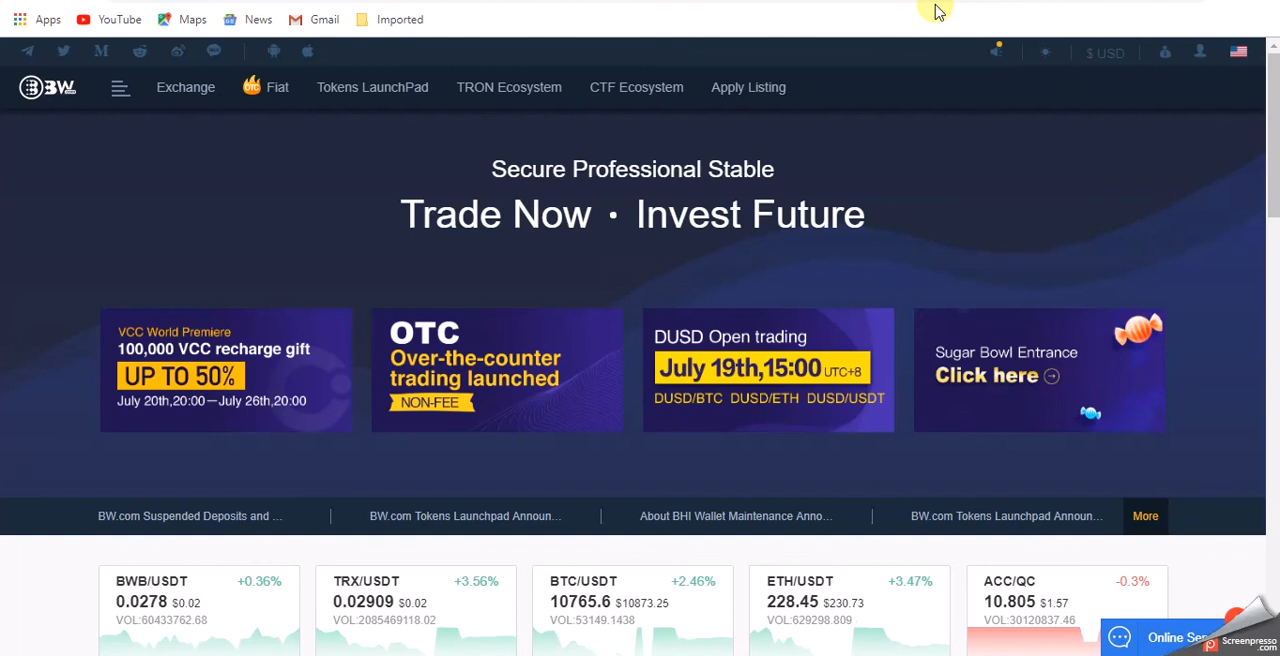 Apps YouTube Maps News Gmail Imported
$ USD
BW.com Exchange Fiat Tokens LaunchPad TRON Ecosystem CTF Ecosystem Apply Listing
Secure Professional Stable
Trade Now · Invest Future
VCC World Premiere
100,000 VCC recharge gift
UP TO 50%
July 20th,20:00—July 26th,20:00
OTC
Over-the-counter
trading launched
NON-FEE
DUSD Open trading
July 19th,15:00 UTC+8
DUSD/BTC DUSD/ETH DUSD/USDT
Sugar Bowl Entrance
Click here
BW.com Suspended Deposits and ... BW.com Tokens Launchpad Announ... About BHI Wallet Maintenance Anno... BW.com Tokens Launchpad Announ... More
BWB/USDT +0.36%
0.0278 $0.02
VOL:60433762.68
TRX/USDT +3.56%
0.02909 $0.02
VOL:2085469118.02
BTC/USDT +2.46%
10765.6 $10873.25
VOL:53149.1438
ETH/USDT +3.47%
228.45 $230.73
VOL:629298.809
ACC/QC -0.3%
10.805 $1.57
VOL:30120837.46
Online Ser
Screenpresso
.com